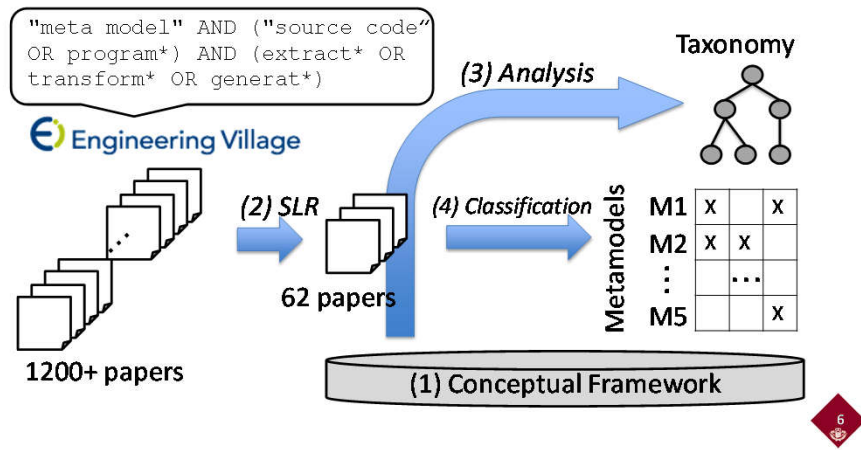 "meta model" AND ("source code"
OR program*) AND (extract* OR
transform* OR generat*)
Ei Engineering Village
(3) Analysis
Taxonomy
(2) SLR
(4) Classification
Metamodels
M1 X X
M2 X X
⋮ ...
M5 X
...
62 papers
1200+ papers
(1) Conceptual Framework
6